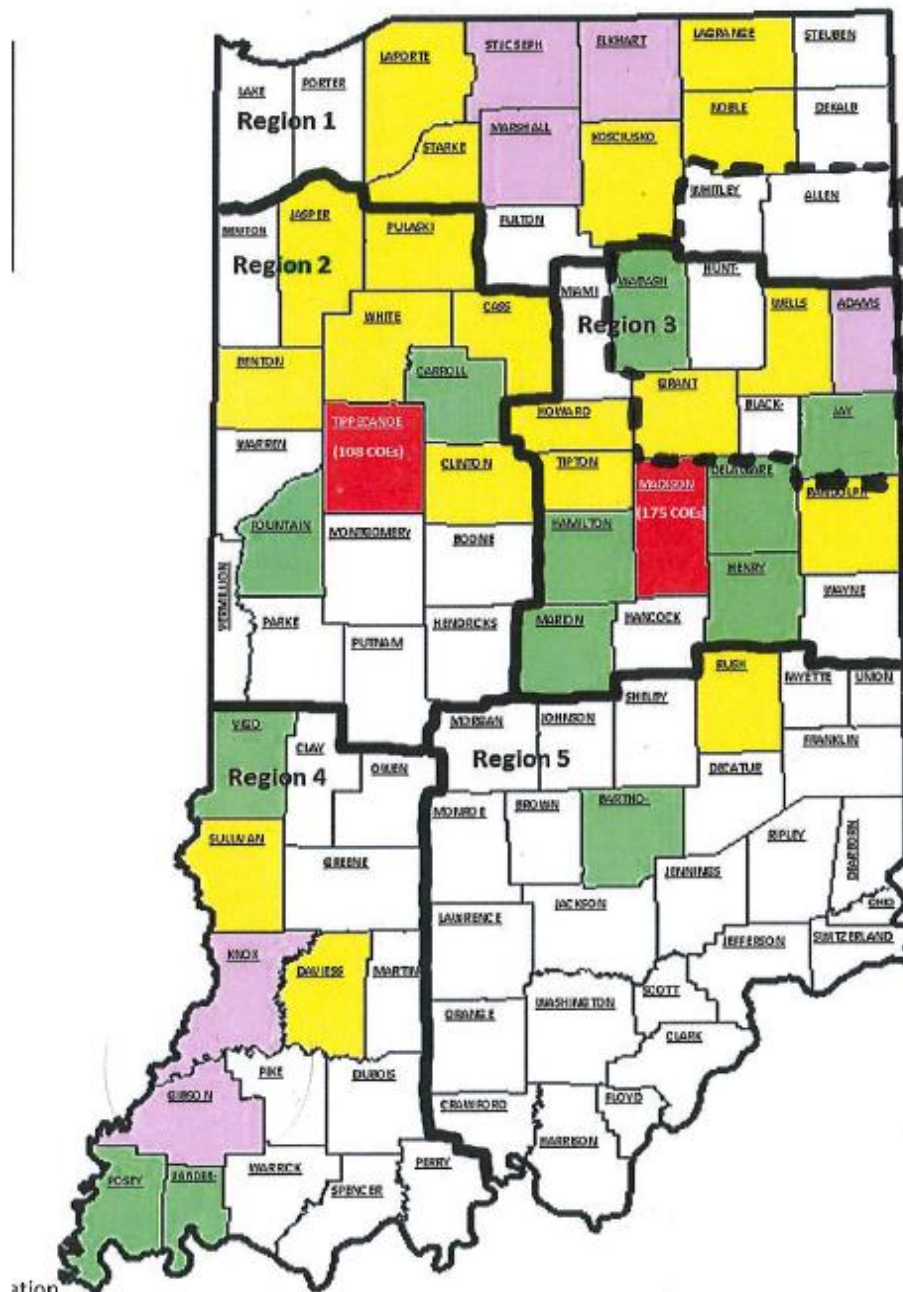 STEUBEN
LAGRANGE
ELKHART
ST JCSEPH
LAPORTE
PORTER
LAKE
Region 1
NOBLE
DEKALB
MARSHALL
KOSCIUSKO
STARKE
WHITLEY
ALLEN
FULTON
NEWTON
JASPER
PULASKI
Region 2
MIAMI
WABASH
HUNT-
Region 3
WHITE
CASS
WELLS
ADAMS
BENTON
CARROLL
GRANT
BLACK-
JAY
HOWARD
TIPPECANOE
(108 COEs)
WARREN
CLINTON
TIPTON
MADISON
(175 COEs)
DELAWARE
RANDOLPH
FOUNTAIN
MONTGOMERY
BOONE
HAMILTON
HENRY
WAYNE
VERMILLION
PARKE
PUTNAM
HENDRICKS
MARION
HANCOCK
RUSH
FAYETTE
UNION
SHELBY
MORGAN
JOHNSON
VIGO
CLAY
Region 4
OWEN
Region 5
FRANKLIN
DECATUR
MONROE
BROWN
BARTHO-
RIPLEY
DEARBORN
SULLIVAN
GREENE
JENNINGS
OHIO
JACKSON
LAWRENCE
JEFFERSON
SWITZERLAND
KNOX
DAVIESS
MARTIN
SCOTT
WASHINGTON
ORANGE
CLARK
PIKE
DUBOIS
GIBSON
CRAWFORD
FLOYD
HARRISON
POSEY
VANDER-
WARRICK
PERRY
SPENCER
ation